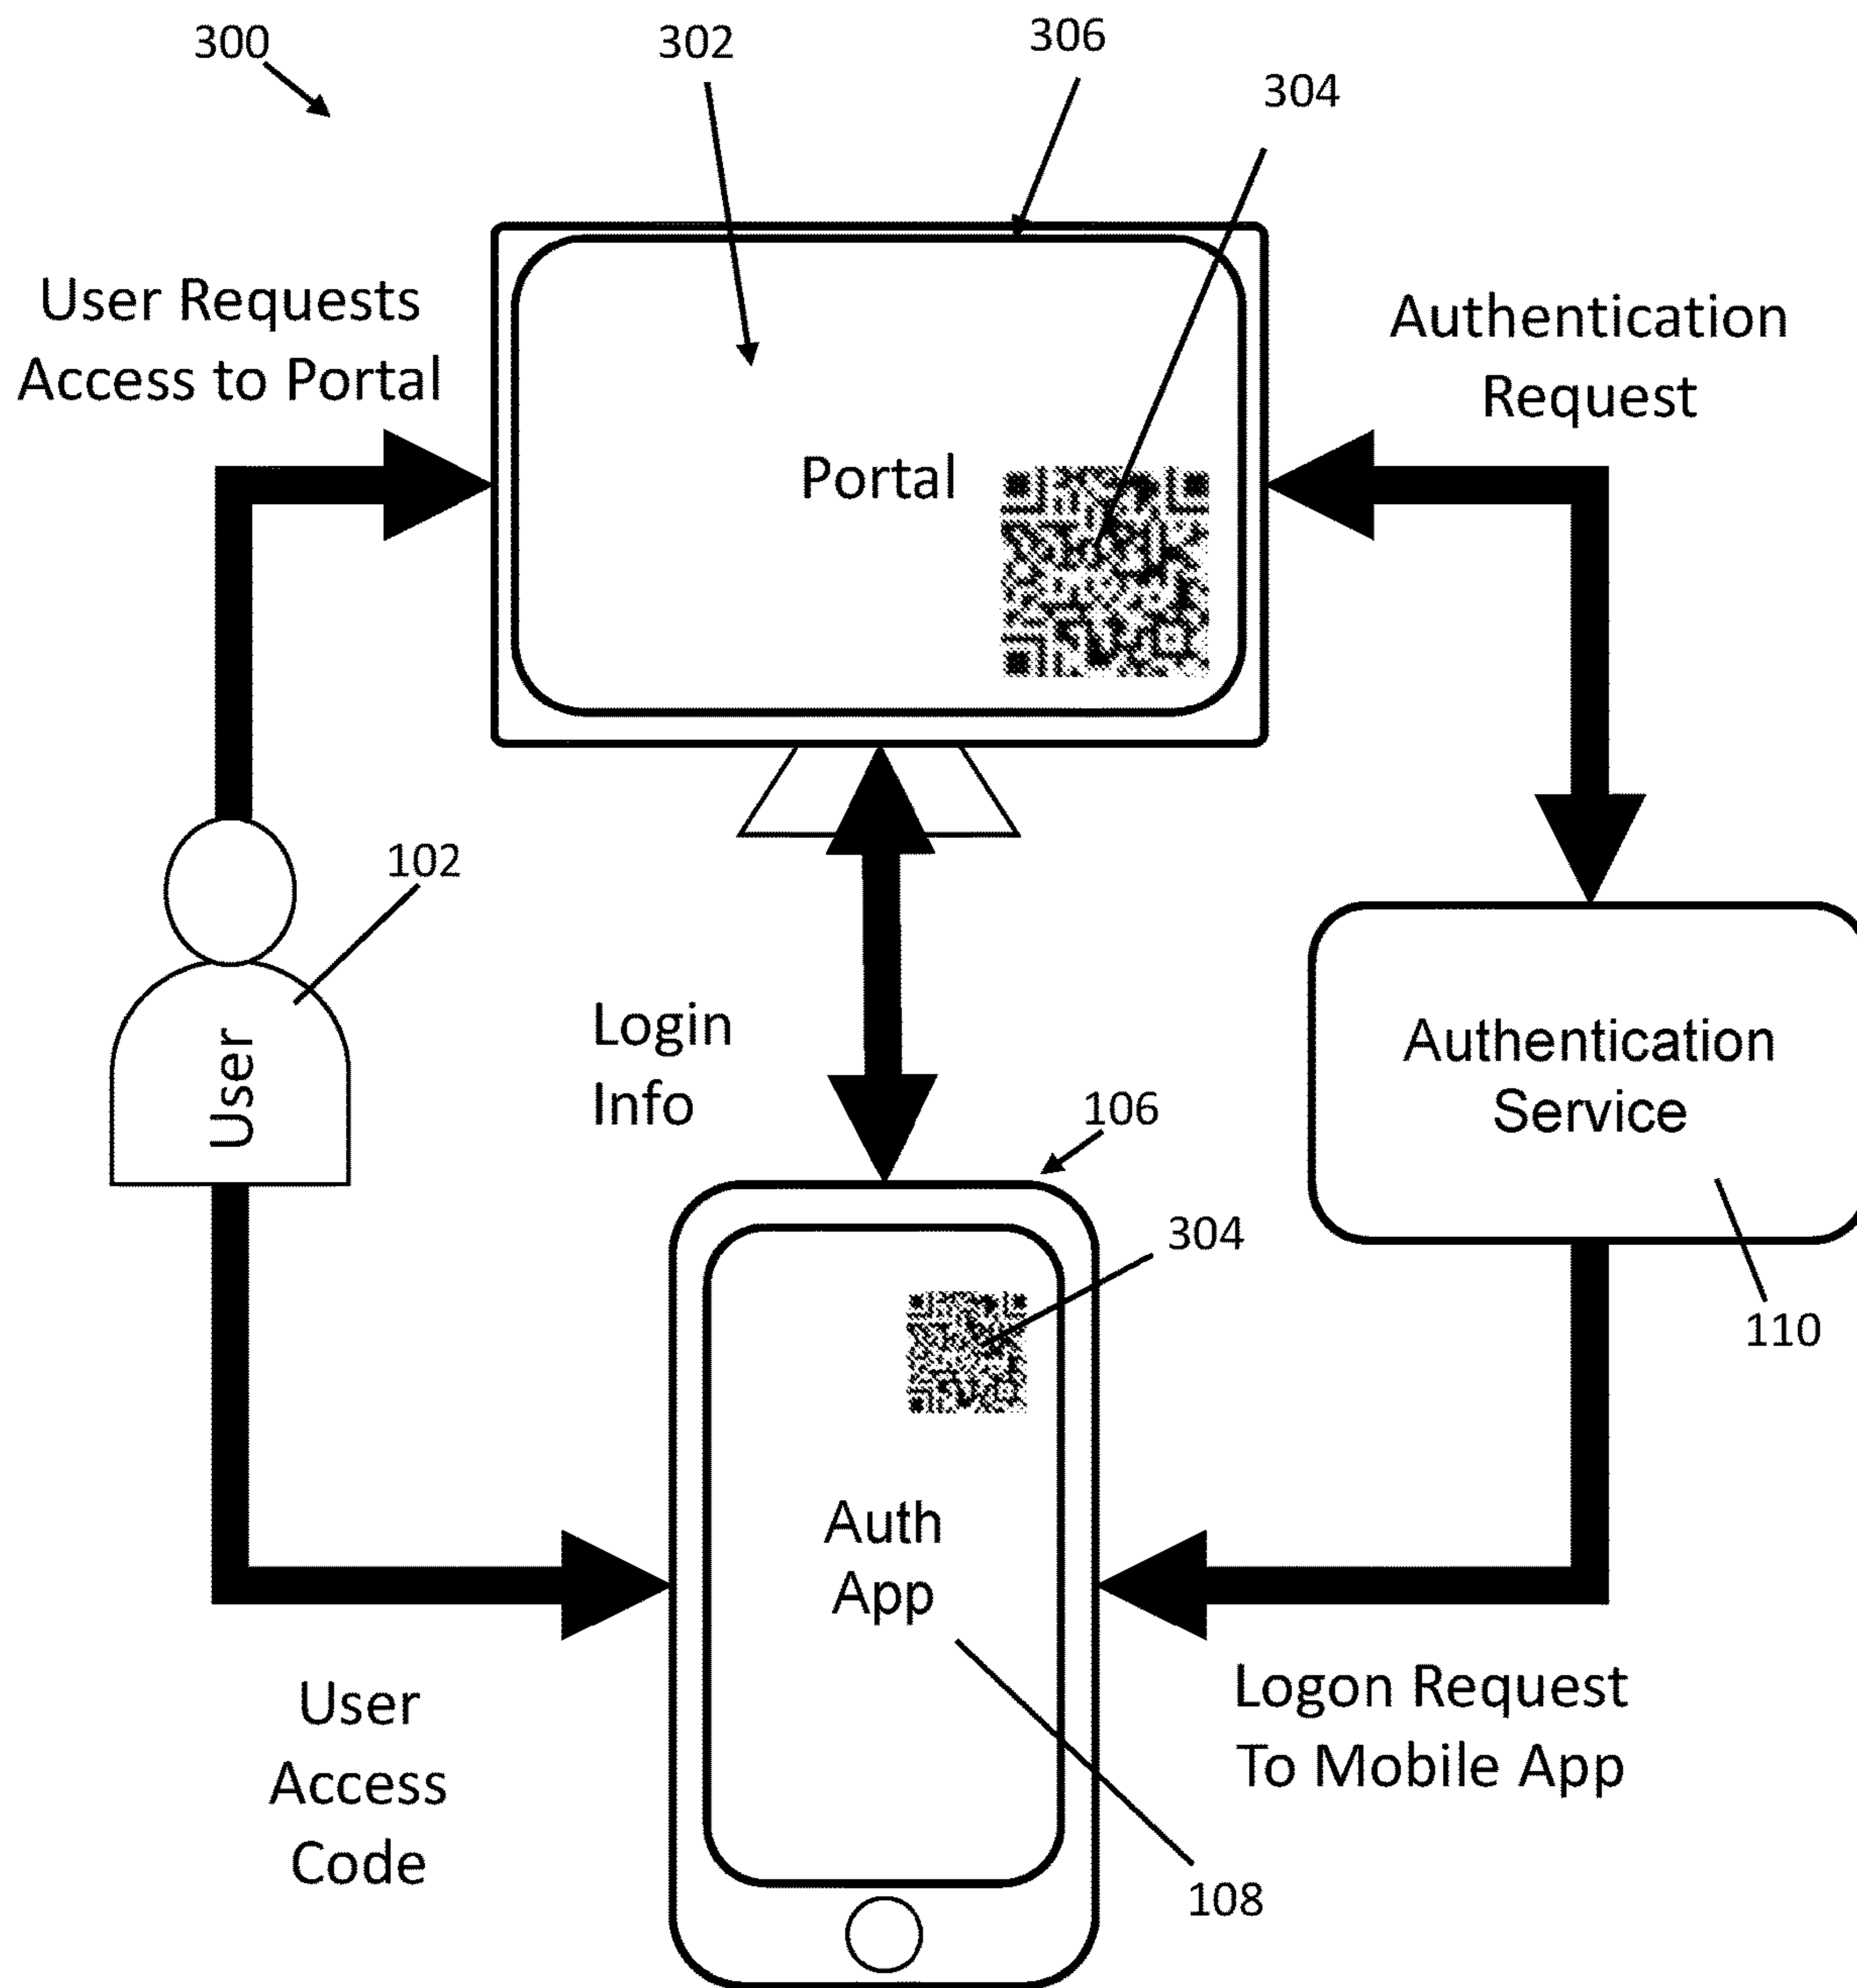 300
302
306
304
User Requests
Access to Portal
Authentication
Request
Portal
102
User
Login
Info
106
Authentication
Service
304
110
Auth
App
User
Access
Code
Logon Request
To Mobile App
108